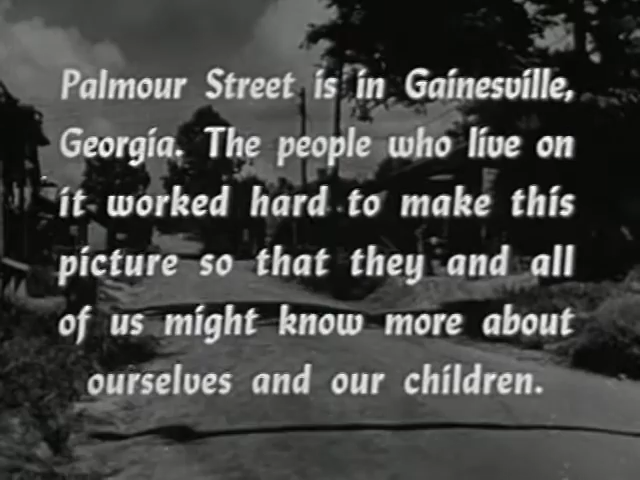 Palmour Street is in Gainesville,
Georgia. The people who live on
it worked hard to make this
picture so that they and all
of us might know more about
ourselves and our children.